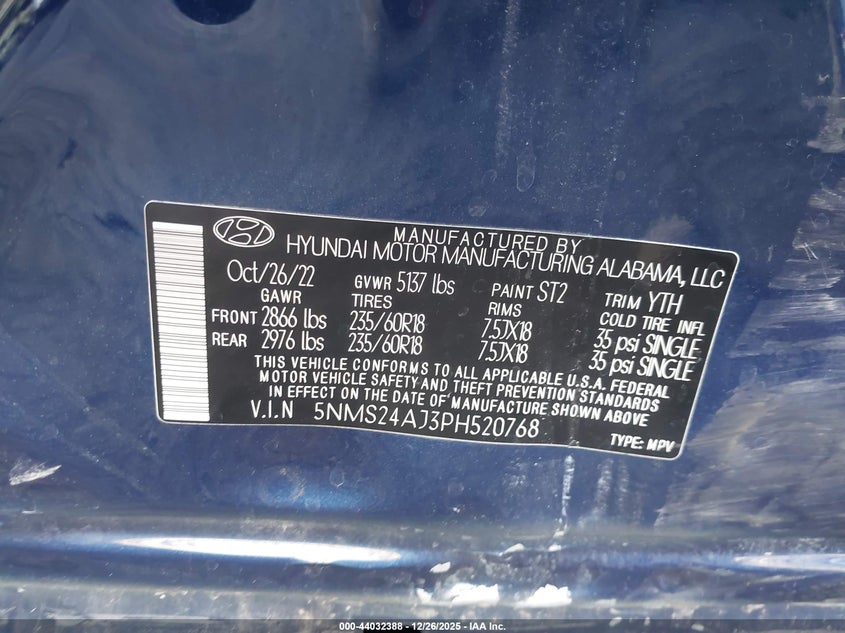 MANUFACTURED BY
HYUNDAI MOTOR MANUFACTURING ALABAMA, LLC
Oct/26/22 GVWR 5137 lbs PAINT ST2 TRIM YTH
GAWR TIRES RIMS COLD TIRE INFL
FRONT 2866 lbs 235/60R18 7.5JX18 35 psi SINGLE
REAR 2976 lbs 235/60R18 7.5JX18 35 psi SINGLE
THIS VEHICLE CONFORMS TO ALL APPLICABLE U.S.A. FEDERAL
MOTOR VEHICLE SAFETY AND THEFT PREVENTION STANDARDS
IN EFFECT ON THE DATE OF MANUFACTURE SHOWN ABOVE
V.I.N 5NMS24AJ3PH520768
TYPE: MPV
000-44032388 - 12/26/2025 - IAA Inc.